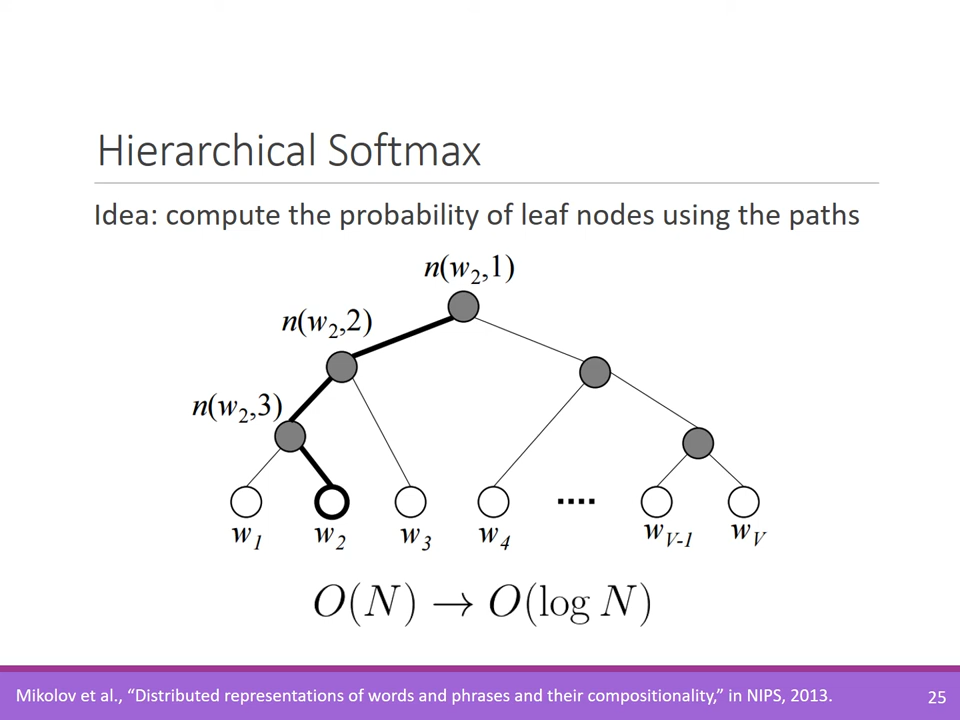 Hierarchical Softmax
Idea: compute the probability of leaf nodes using the paths
n(w2,1)
n(w2,2)
n(w2,3)
w1 w2 w3 w4 .... wV-1 wV
O(N) → O(log N)
Mikolov et al., “Distributed representations of words and phrases and their compositionality,” in NIPS, 2013. 25